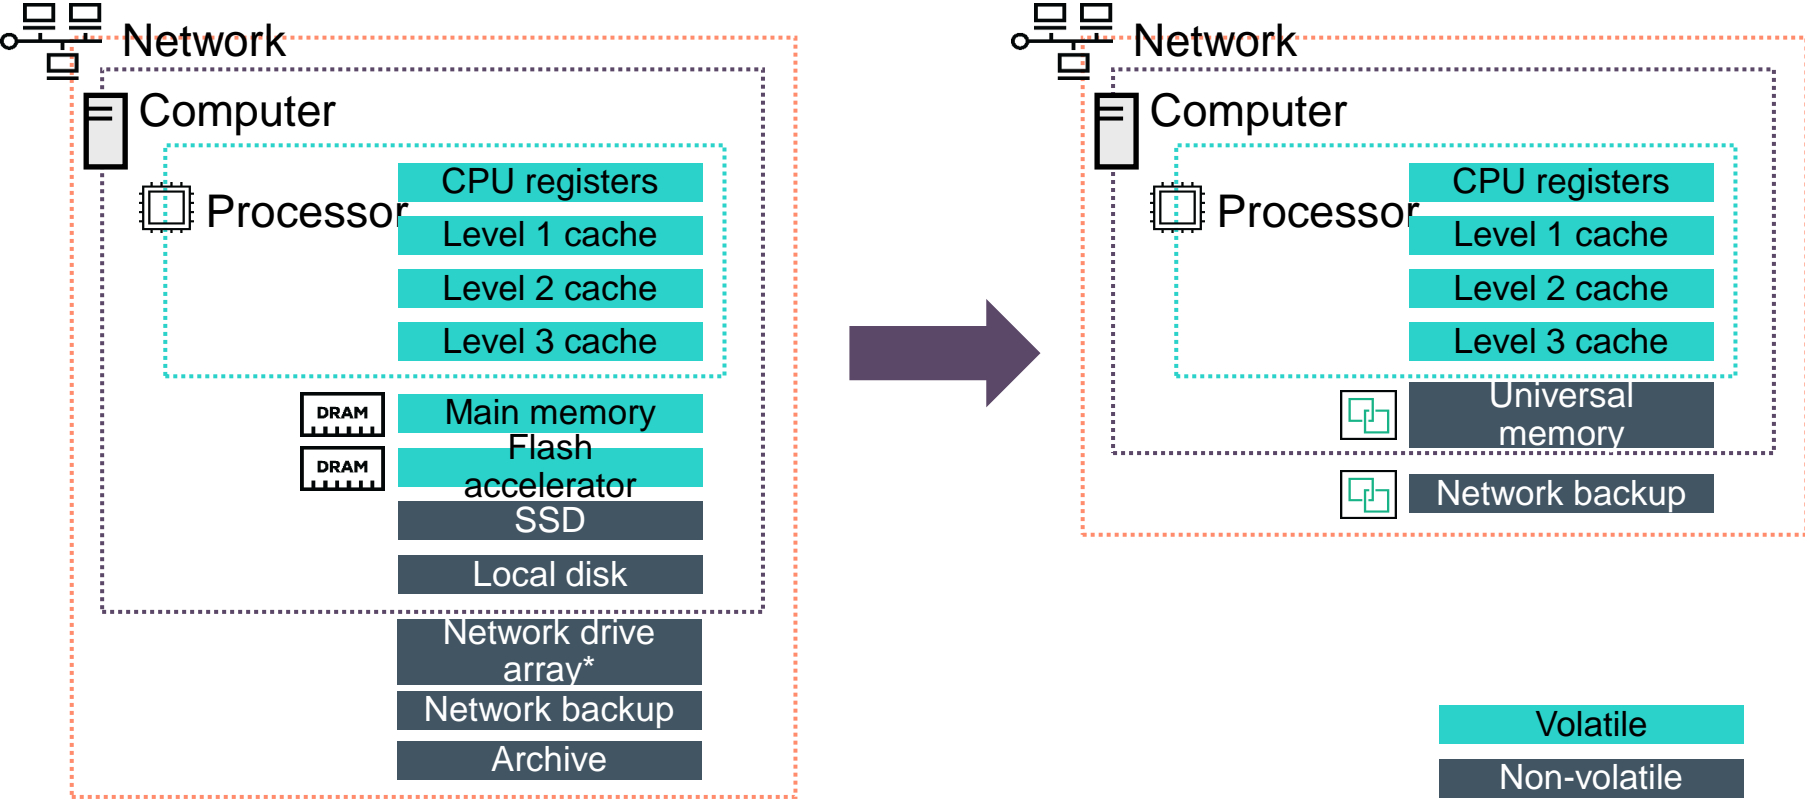 Network
Computer
Processor
CPU registers
Level 1 cache
Level 2 cache
Level 3 cache
DRAM
Main memory
DRAM
Flash
accelerator
SSD
Local disk
Network drive
array*
Network backup
Archive
Network
Computer
Processor
CPU registers
Level 1 cache
Level 2 cache
Level 3 cache
Universal
memory
Network backup
Volatile
Non-volatile